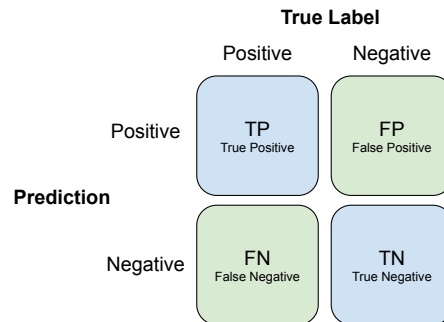 True Label
Positive Negative
Positive
TP
True Positive
FP
False Positive
Prediction
Negative
FN
False Negative
TN
True Negative